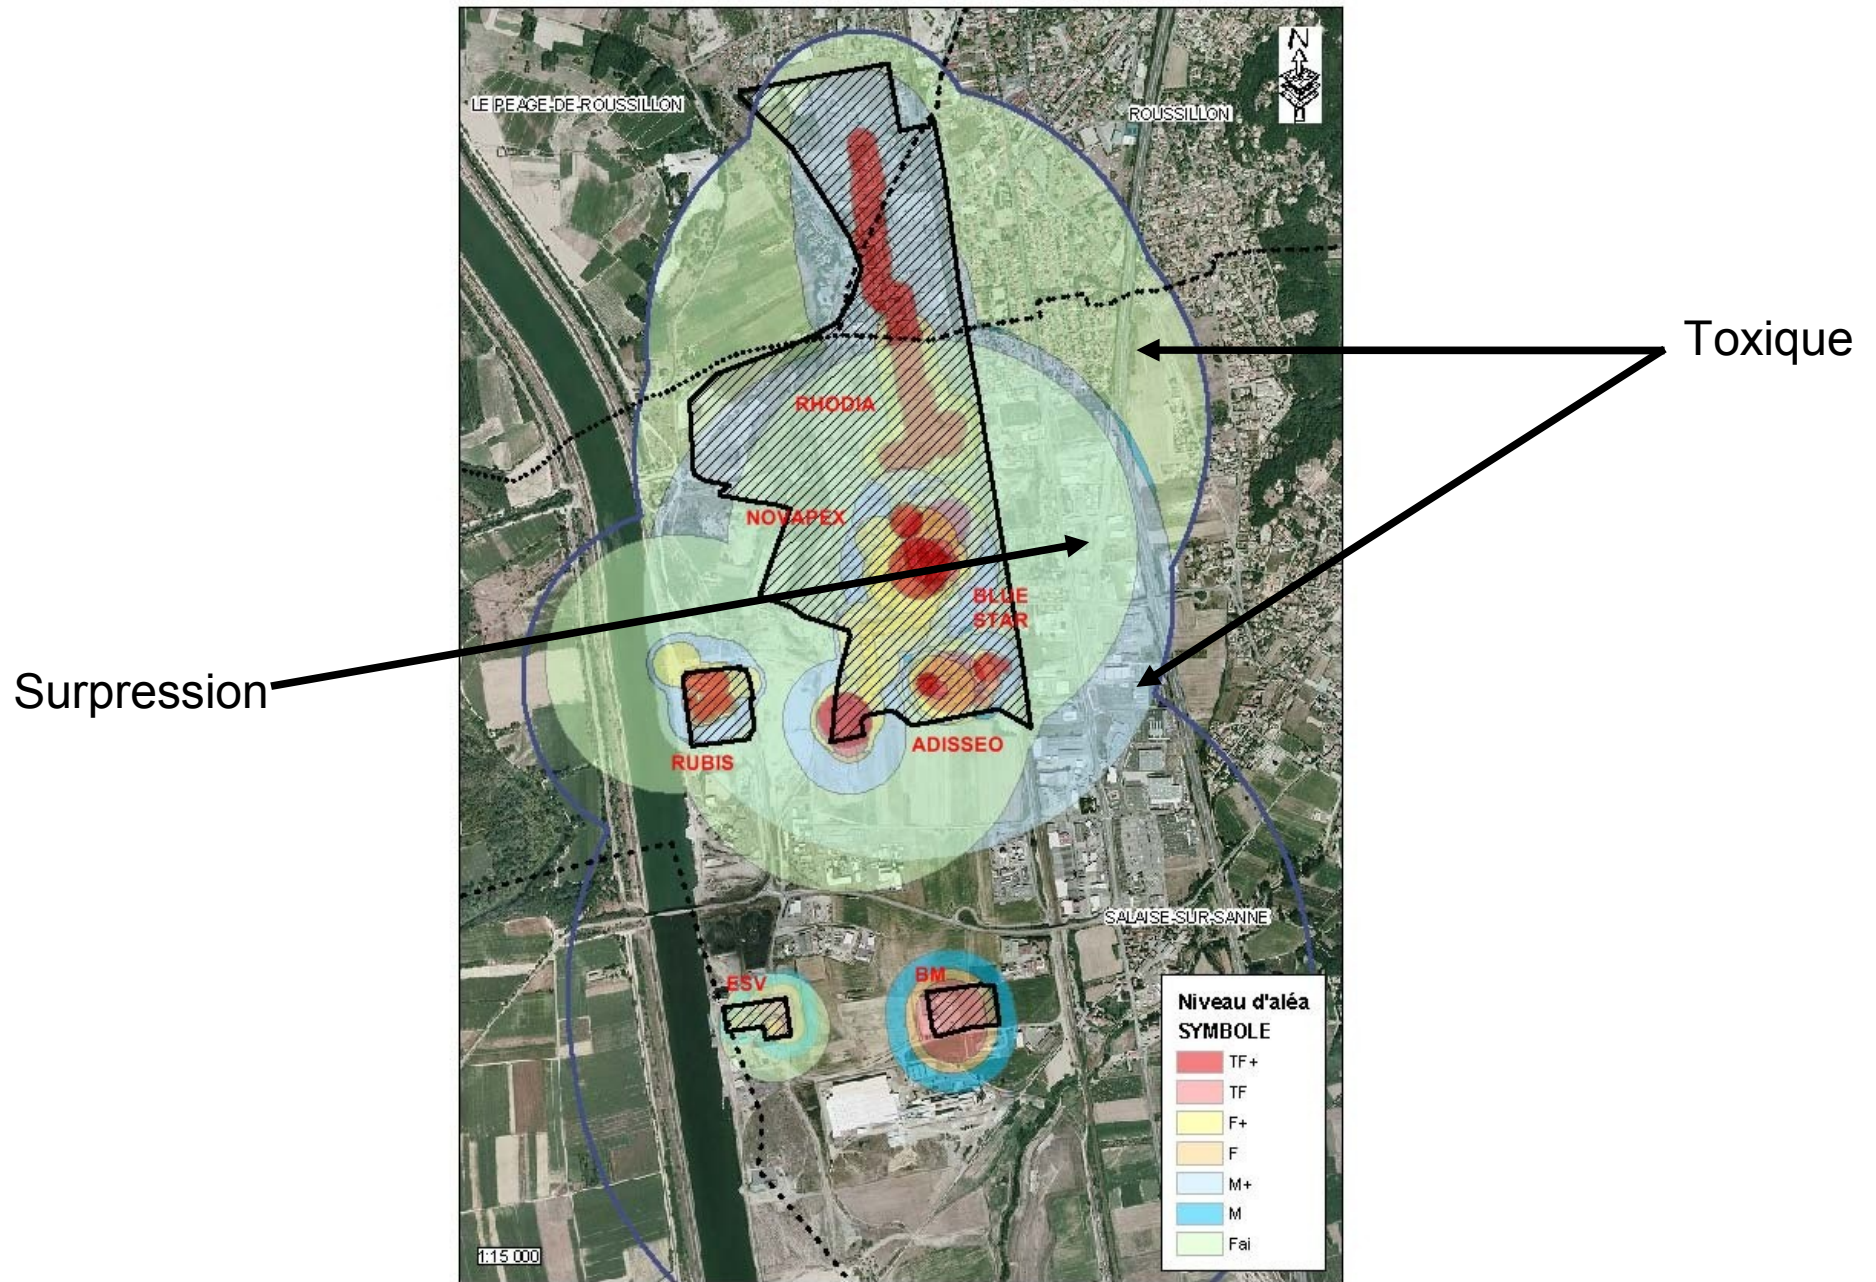 N
LE PEAGE-DE-ROUSSILLON
ROUSSILLON
Toxique
RHODIA
NOVAPEX
BLUE
STAR
Surpression
RUBIS
ADISSEO
SALAISE-SUR-SANNE
ESV
BM
Niveau d'aléa
SYMBOLE
TF+
TF
F+
F
M+
M
Fai
1:15 000